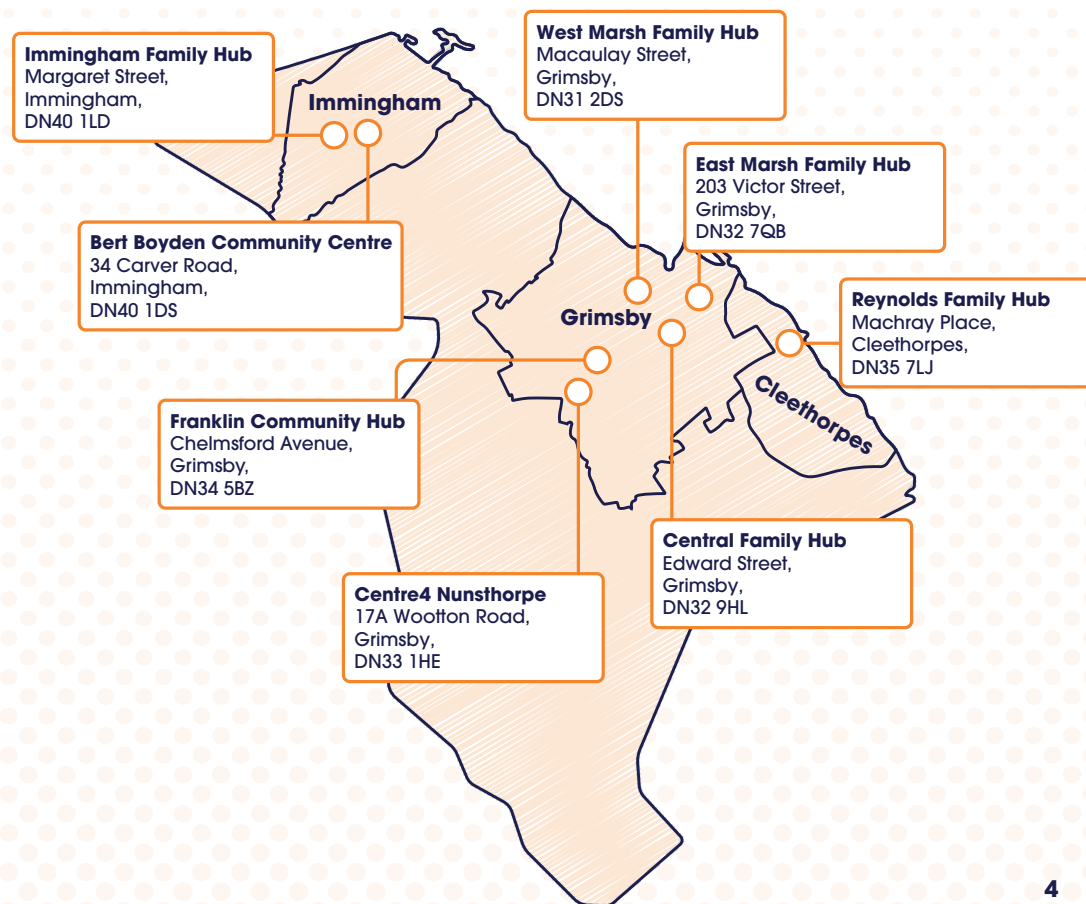 Immingham Family Hub
Margaret Street,
Immingham,
DN40 1LD
West Marsh Family Hub
Macaulay Street,
Grimsby,
DN31 2DS
Immingham
East Marsh Family Hub
203 Victor Street,
Grimsby,
DN32 7QB
Bert Boyden Community Centre
34 Carver Road,
Immingham,
DN40 1DS
Reynolds Family Hub
Machray Place,
Cleethorpes,
DN35 7LJ
Grimsby
Cleethorpes
Franklin Community Hub
Chelmsford Avenue,
Grimsby,
DN34 5BZ
Central Family Hub
Edward Street,
Grimsby,
DN32 9HL
Centre4 Nunsthorpe
17A Wootton Road,
Grimsby,
DN33 1HE
4